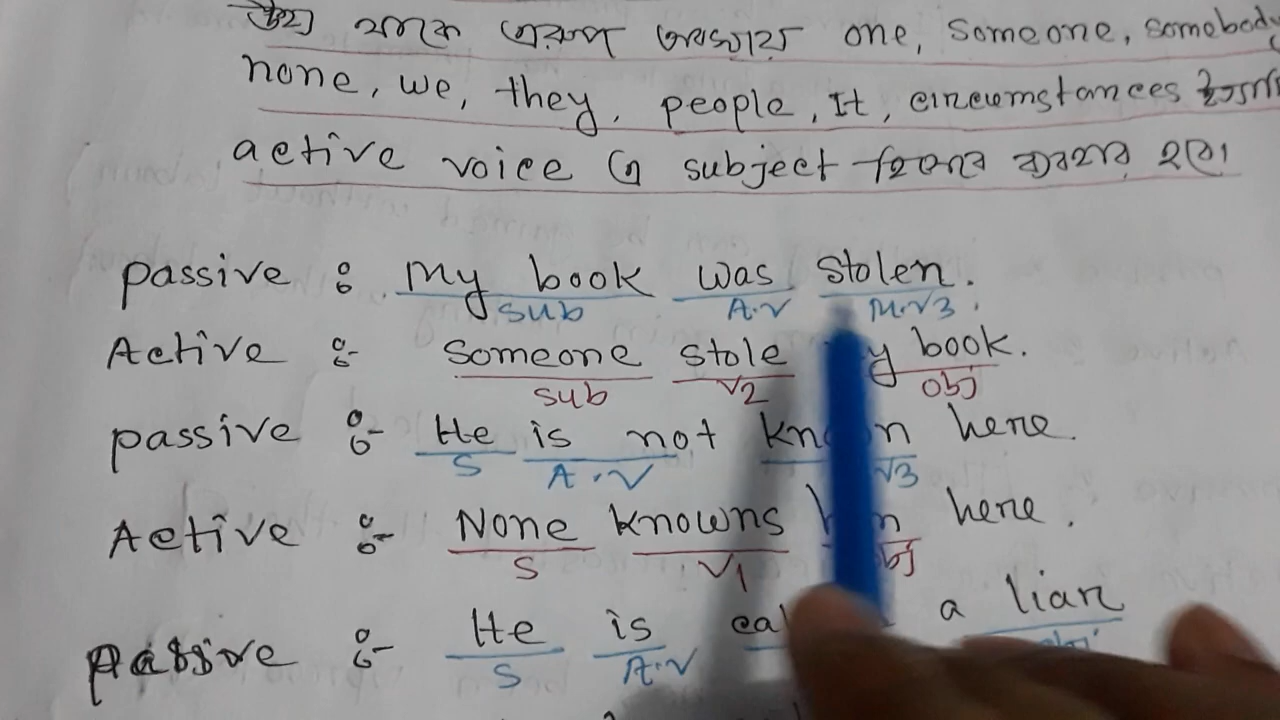 one, someone, somebody
none, we, they, people, It, circumstances
active voice এ subject হিসেবে ব্যবহার হয়।
passive : My book was stolen.
sub A.v M.v3.
Active :- Someone stole book.
sub v2 obj
passive :- He is not here.
S A.V v3
Active :- None knowns here.
S v1
passive :- He is a liar
S A.v